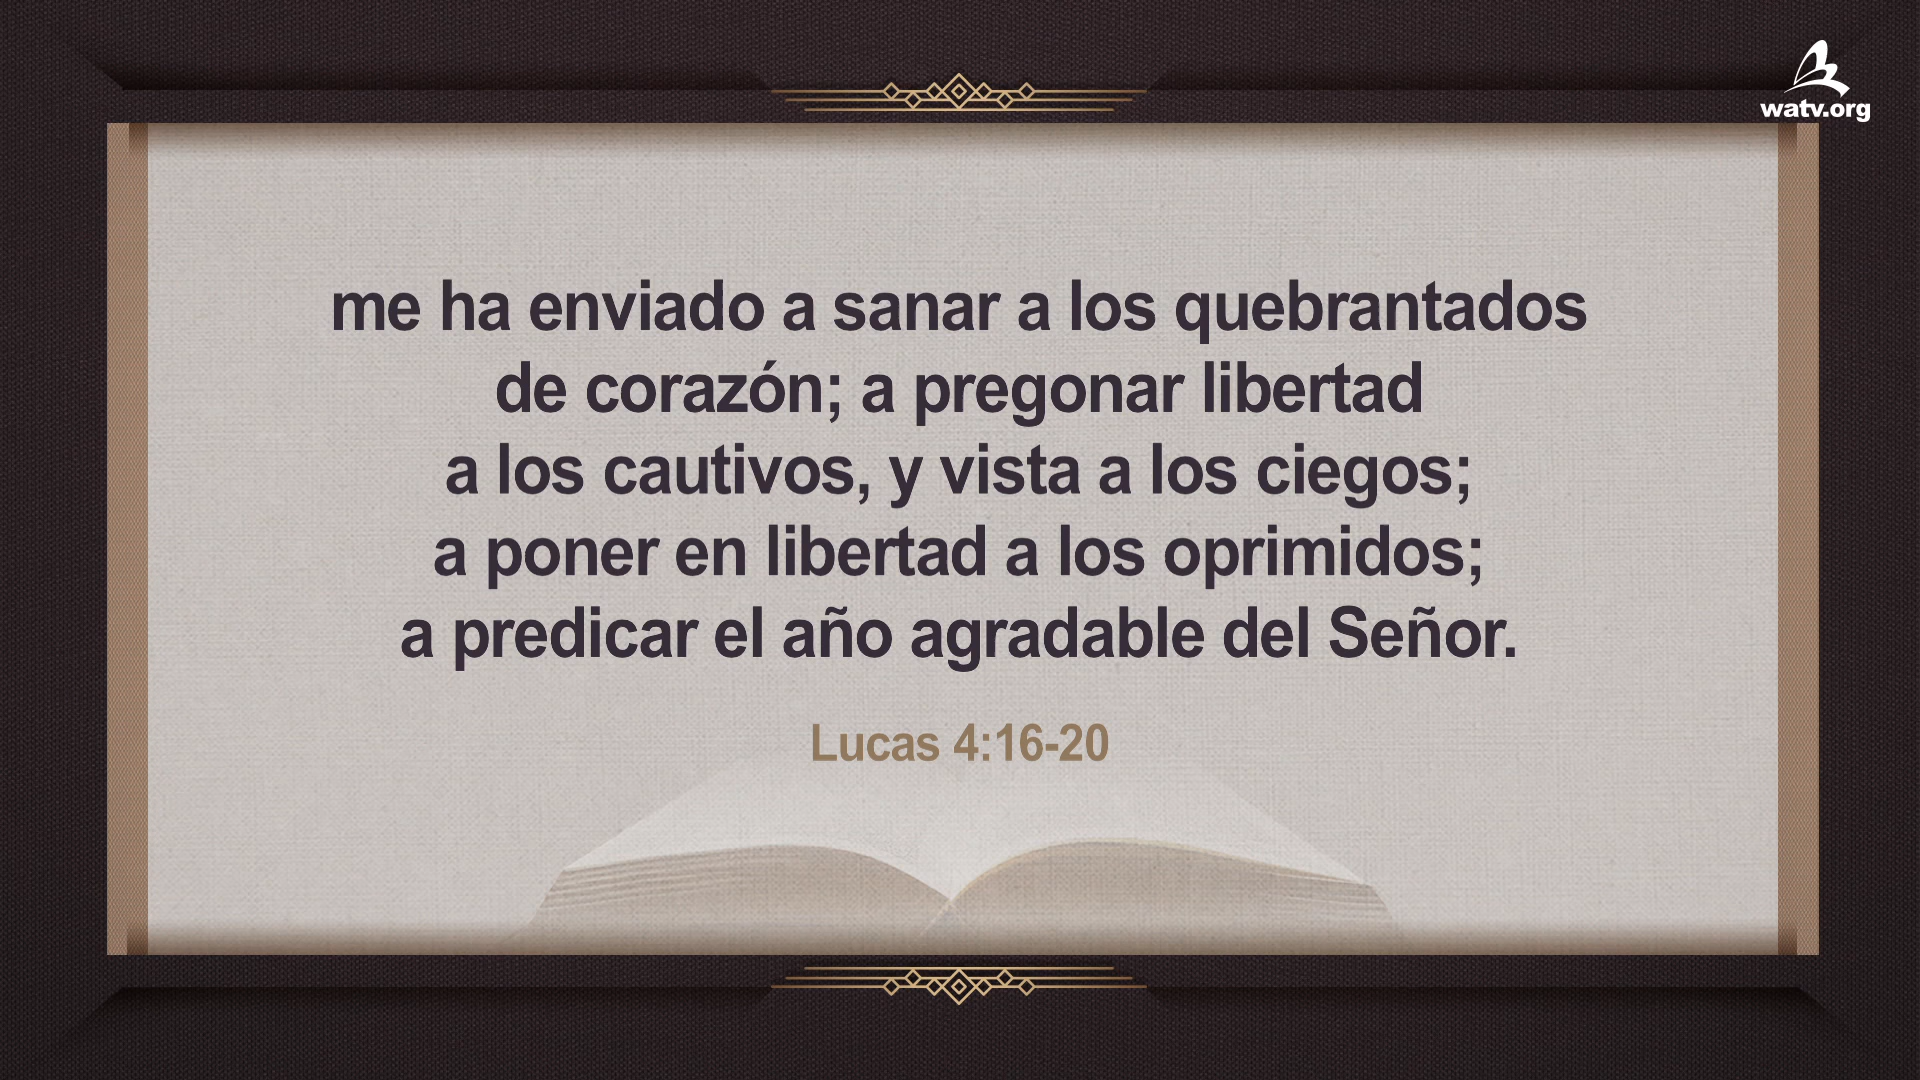 watv.org
me ha enviado a sanar a los quebrantados
de corazón; a pregonar libertad
a los cautivos, y vista a los ciegos;
a poner en libertad a los oprimidos;
a predicar el año agradable del Señor.
Lucas 4:16-20